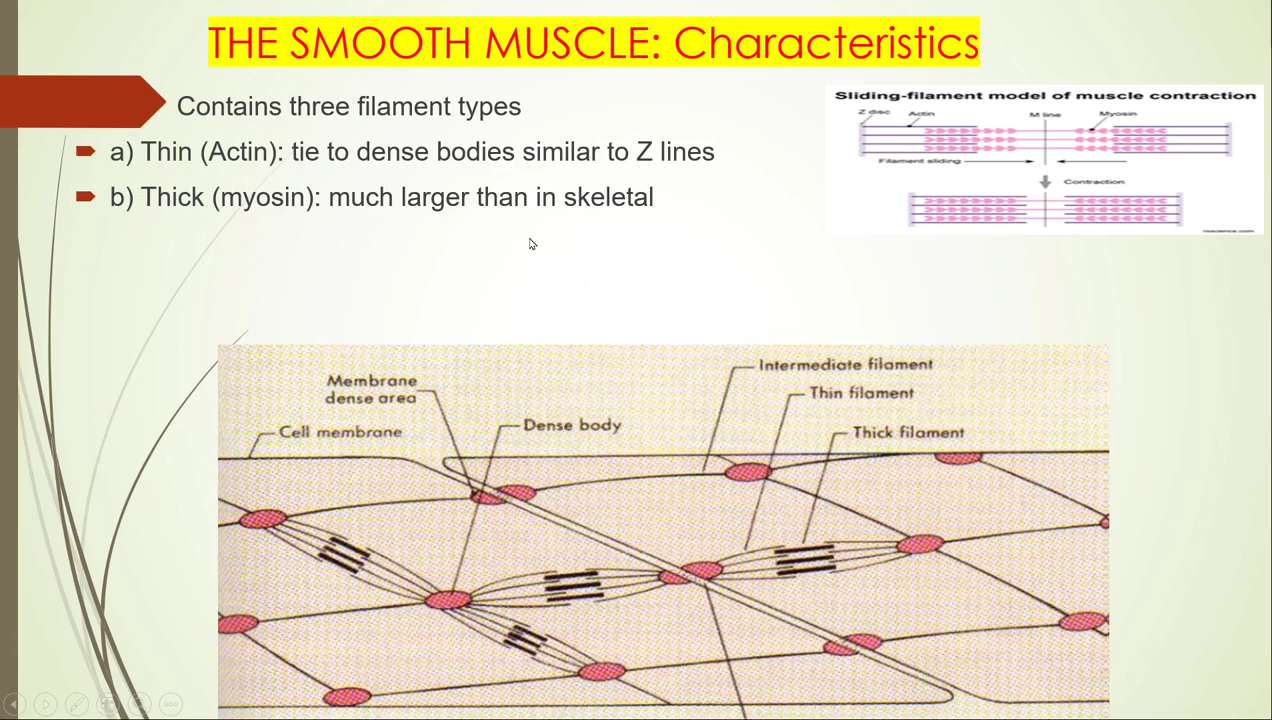 THE SMOOTH MUSCLE: Characteristics
Contains three filament types
a) Thin (Actin): tie to dense bodies similar to Z lines
b) Thick (myosin): much larger than in skeletal
Sliding-filament model of muscle contraction
Z disc Actin M line Myosin
Filament sliding
Contraction
Intermediate filament
Membrane
dense area
Thin filament
Dense body
Cell membrane
Thick filament